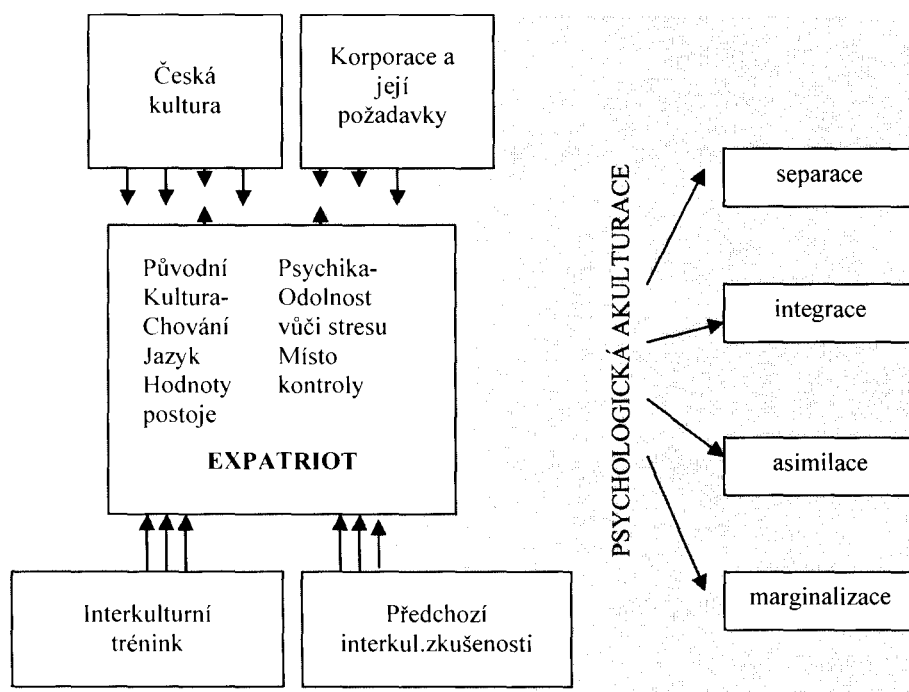 Česká
kultura
Korporace a
její
požadavky
Původní
Kultura-
Chování
Jazyk
Hodnoty
postoje
Psychika-
Odolnost
vůči stresu
Místo
kontroly
EXPATRIOT
Interkulturní
trénink
Předchozí
interkul.zkušenosti
PSYCHOLOGICKÁ AKULTURACE
separace
integrace
asimilace
marginalizace